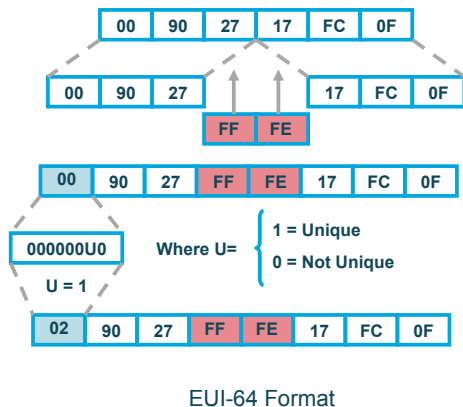 00 90 27 17 FC 0F
00 90 27 17 FC 0F
FF FE
00 90 27 FF FE 17 FC 0F
1 = Unique
000000U0 Where U=
0 = Not Unique
U = 1
02 90 27 FF FE 17 FC 0F
EUI-64 Format